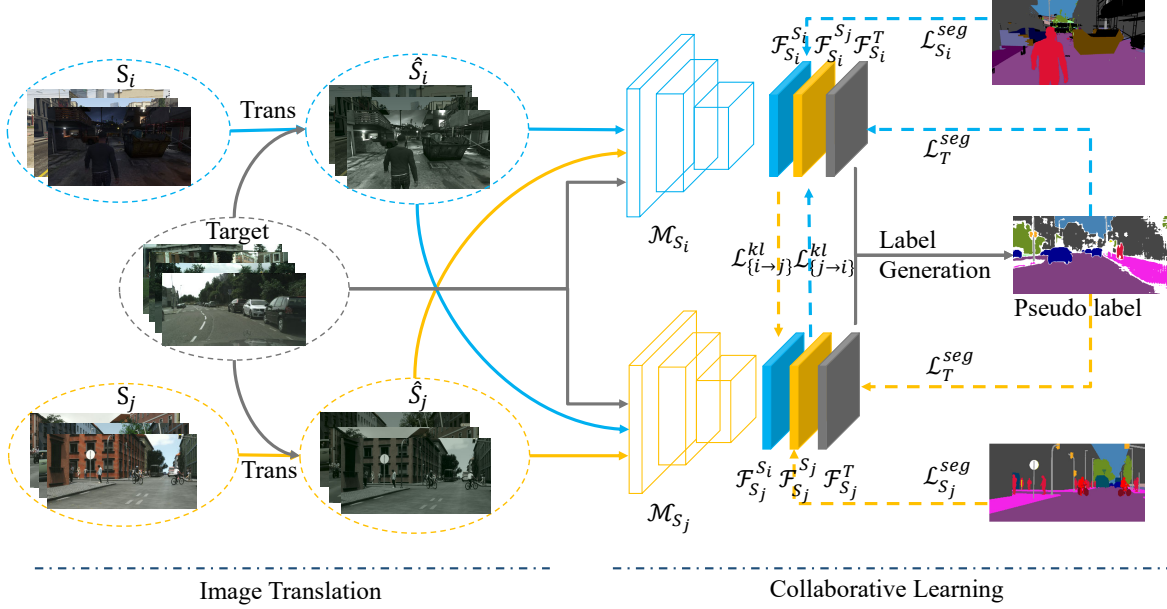 S_i
Ŝ_i
Trans
Target
S_j
Ŝ_j
Trans
ℳ_{S_i}
ℳ_{S_j}
ℱ_{S_i}^{S_i} ℱ_{S_i}^{S_j} ℱ_{S_i}^{T}
ℒ_{S_i}^{seg}
ℒ_{T}^{seg}
ℒ_{\{i→j\}}^{kl} ℒ_{\{j→i\}}^{kl}
Label
Generation
Pseudo label
ℒ_{T}^{seg}
ℱ_{S_j}^{S_i} ℱ_{S_j}^{S_j} ℱ_{S_j}^{T}
ℒ_{S_j}^{seg}
Image Translation
Collaborative Learning